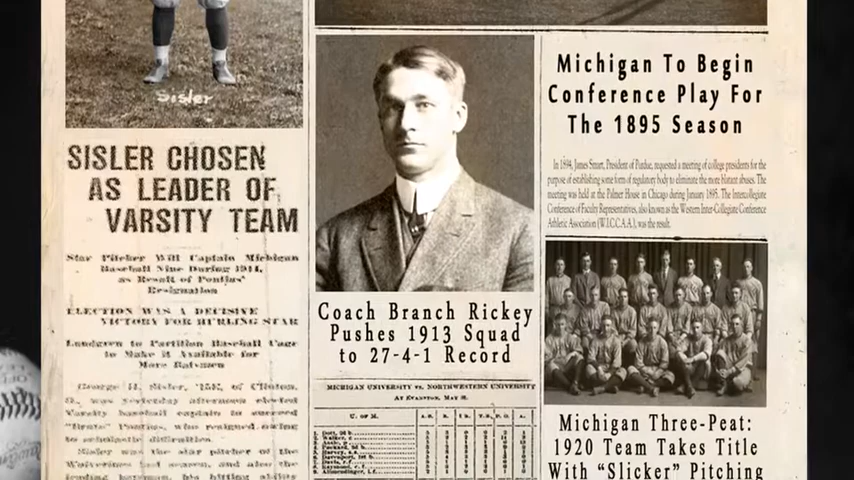 Sisler
SISLER CHOSEN
AS LEADER OF
VARSITY TEAM
Star Pitcher Will Captain Michigan
Baseball Nine During 1914,
as Result of Pontius'
Resignation
ELECTION WAS A DECISIVE
VICTORY FOR HURLING STAR
Lundgren to Partition Baseball Cage
to Make it Available for
More Batsmen
George H. Sisler, '15E, of Clinton,
O., was yesterday afternoon elected
Varsity baseball captain to succeed
"Brute" Pontius, who resigned owing
to scholastic difficulties.
Sisler was the star pitcher of the
Wolverines last season, and also the
leading batsman, his hitting ability
Coach Branch Rickey
Pushes 1913 Squad
to 27-4-1 Record
MICHIGAN UNIVERSITY vs. NORTHWESTERN UNIVERSITY
At Evanston, May
U. OF M.
Michigan To Begin
Conference Play For
The 1895 Season
In 1894, James Smart, President of Purdue, requested a meeting of college presidents for the
purpose of establishing some form of regulatory body to eliminate the more blatant abuses. The
meeting was held at the Palmer House in Chicago during January 1895. The Intercollegiate
Conference of Faculty Representatives, also known as the Western Inter-Collegiate Conference
Athletic Association (W.I.C.C.A.A.), was the result.
Michigan Three-Peat:
1920 Team Takes Title
With “Slicker” Pitching